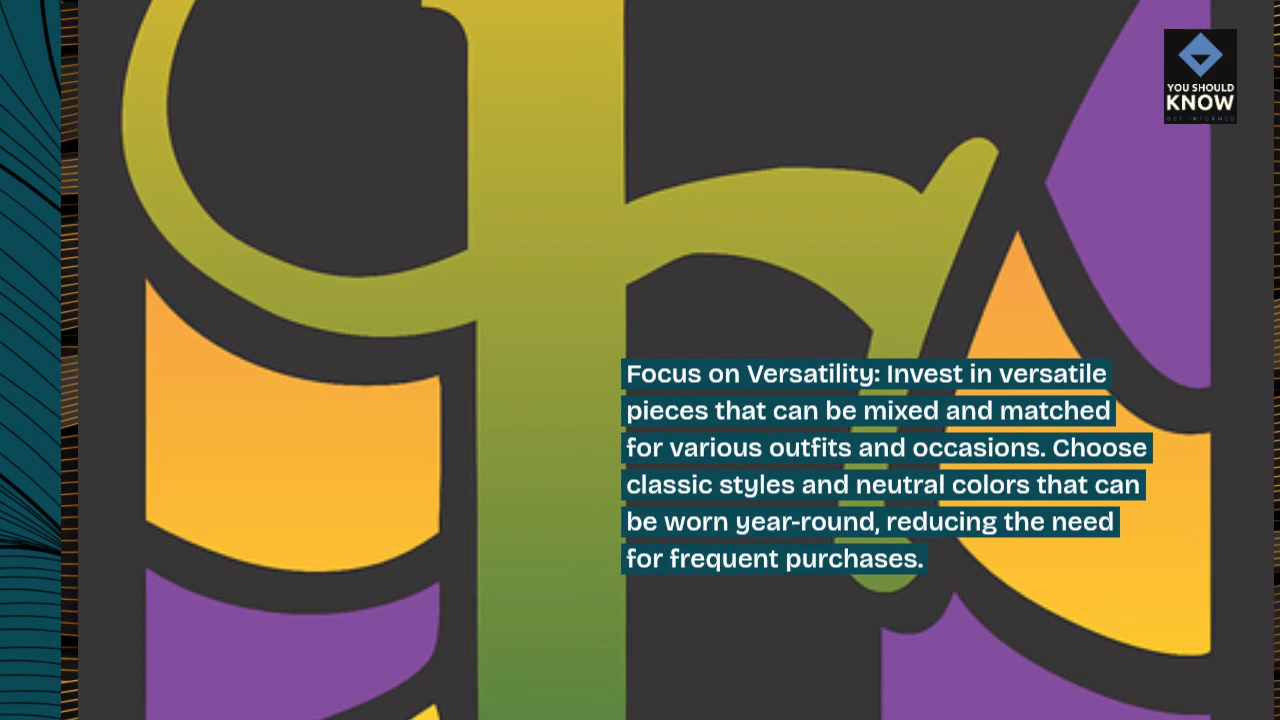 YOU SHOULD
KNOW
GET INFORMED
Focus on Versatility: Invest in versatile
pieces that can be mixed and matched
for various outfits and occasions. Choose
classic styles and neutral colors that can
be worn year-round, reducing the need
for frequent purchases.